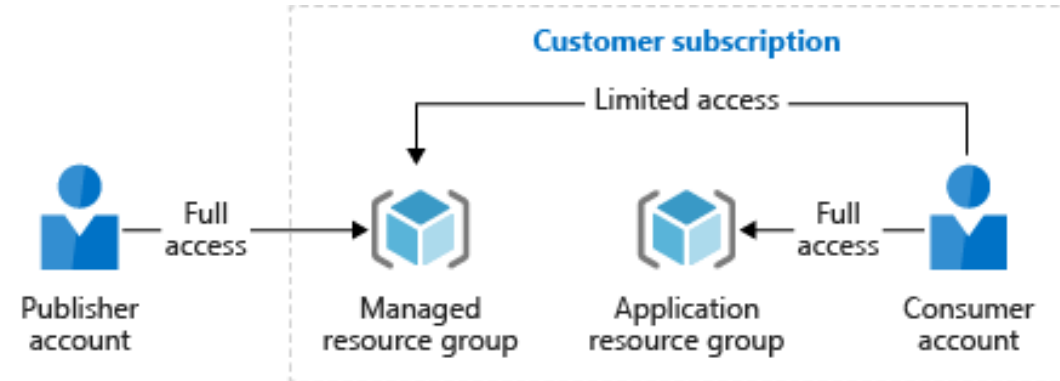 Customer subscription
Limited access
Full
access
Full
access
Publisher
account
Managed
resource group
Application
resource group
Consumer
account